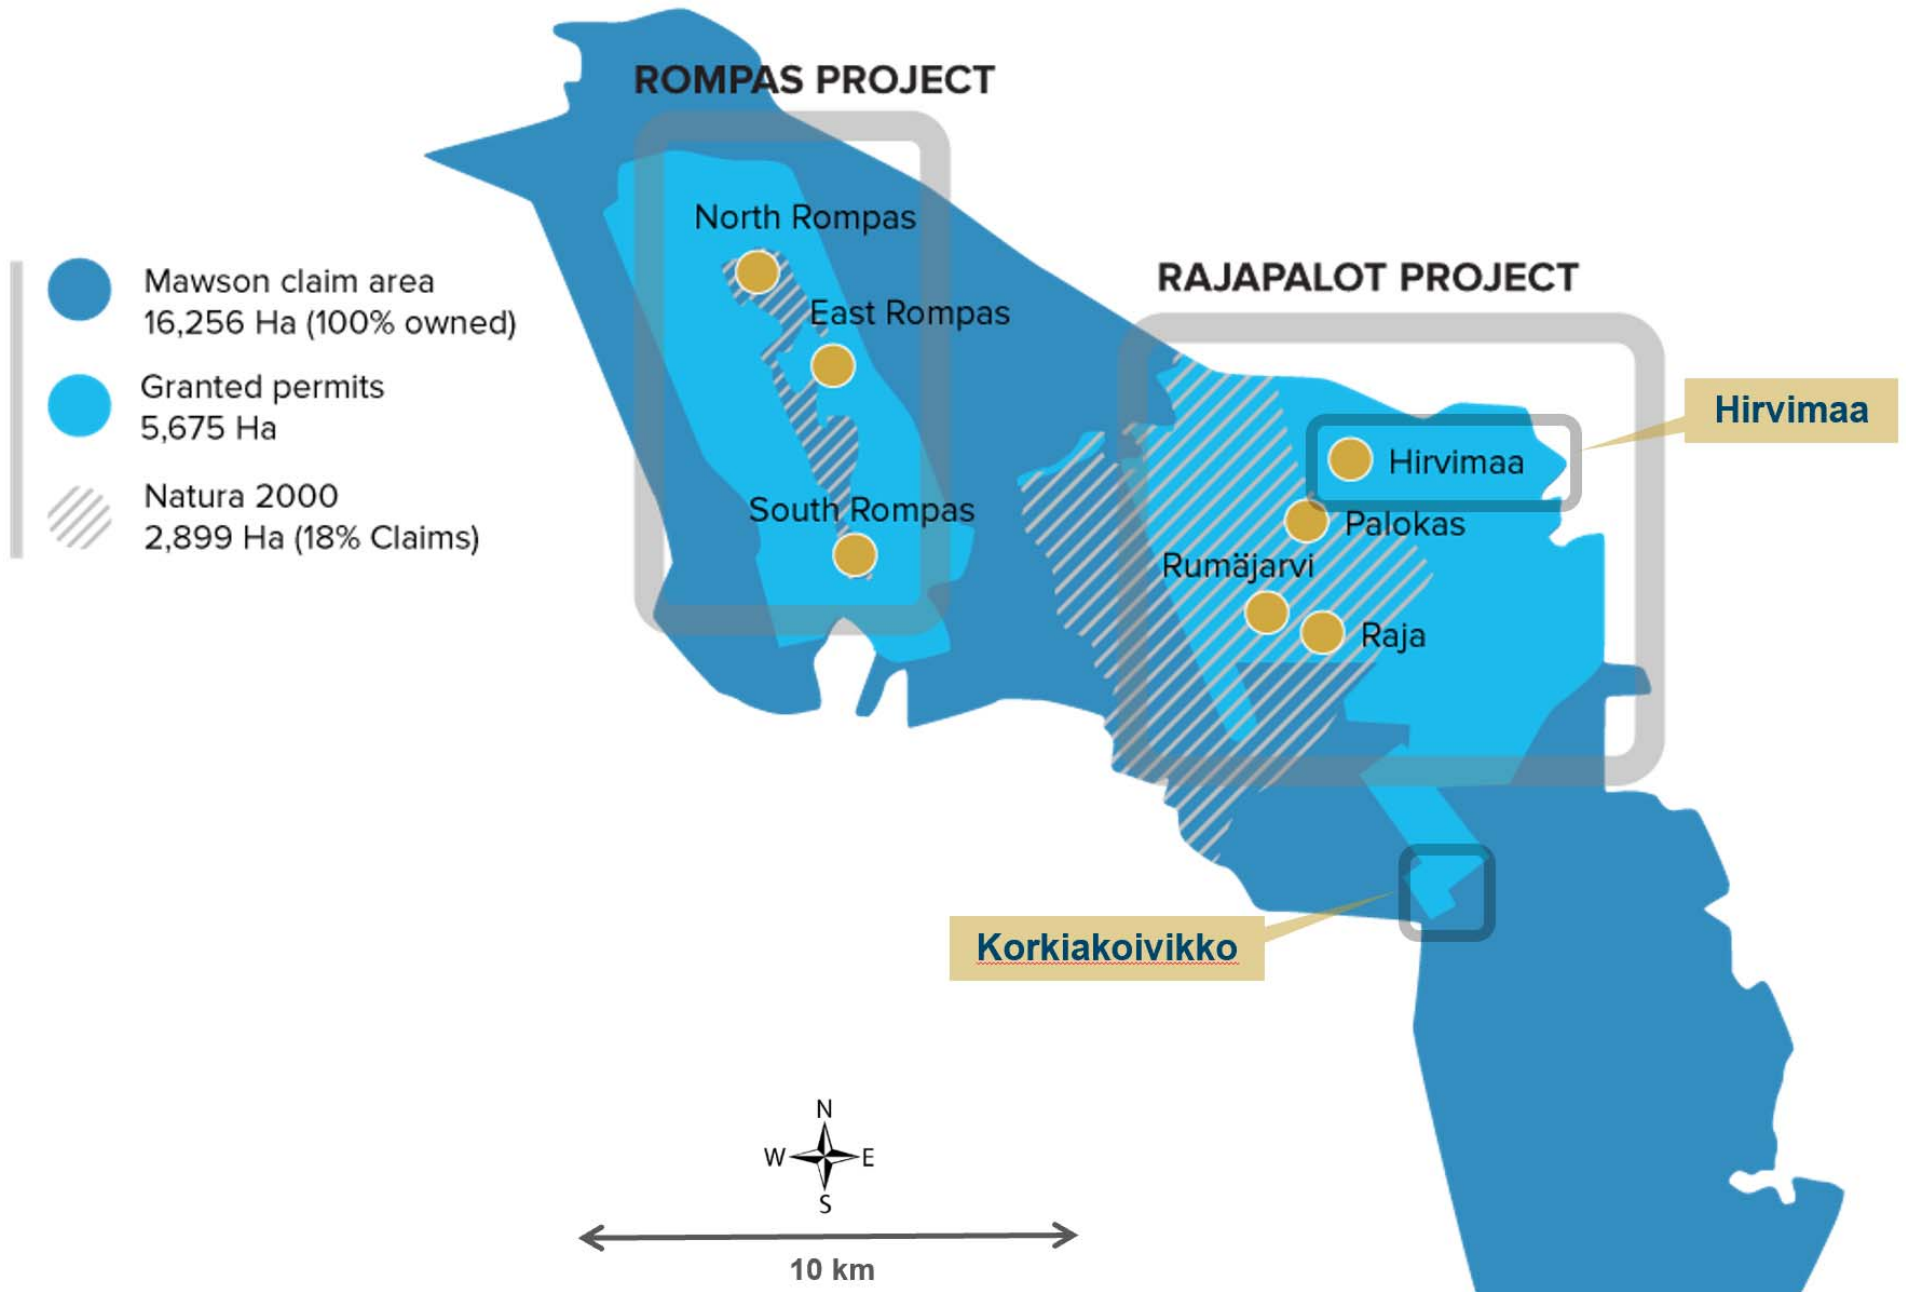 ROMPAS PROJECT
North Rompas
East Rompas
South Rompas
Mawson claim area
16,256 Ha (100% owned)
Granted permits
5,675 Ha
Natura 2000
2,899 Ha (18% Claims)
RAJAPALOT PROJECT
Hirvimaa
Hirvimaa
Palokas
Rumäjarvi
Raja
Korkiakoivikko
N
W E
S
10 km